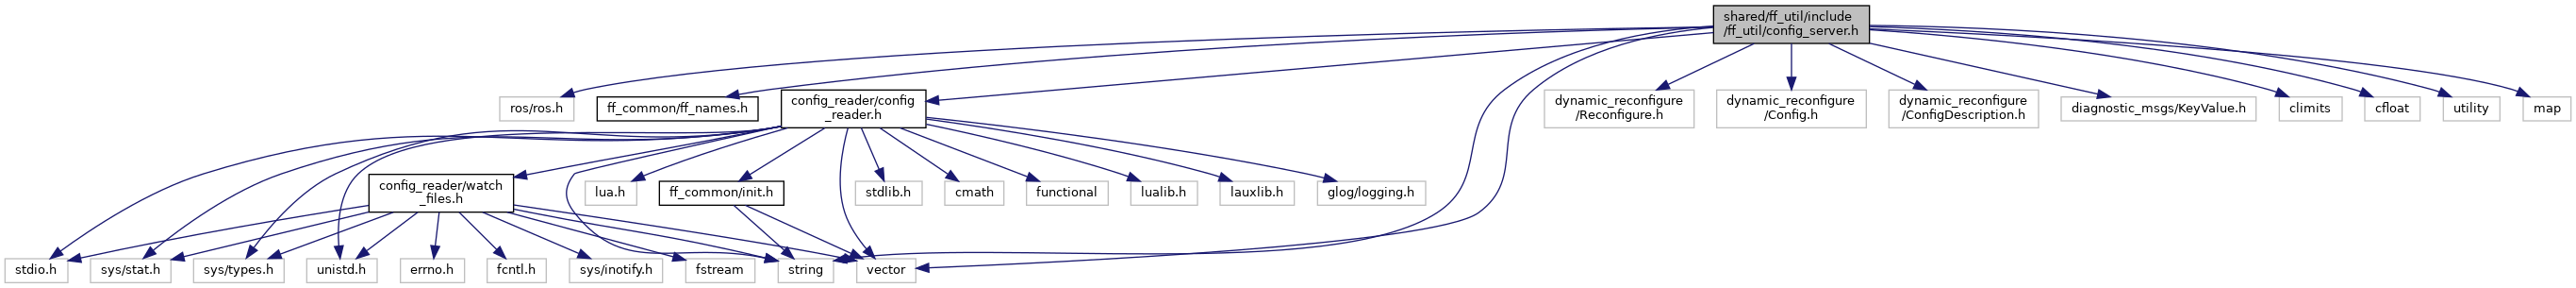 shared/ff_util/include
/ff_util/config_server.h
ros/ros.h
ff_common/ff_names.h
config_reader/config
_reader.h
dynamic_reconfigure
/Reconfigure.h
dynamic_reconfigure
/Config.h
dynamic_reconfigure
/ConfigDescription.h
diagnostic_msgs/KeyValue.h
climits
cfloat
utility
map
config_reader/watch
_files.h
lua.h
ff_common/init.h
stdlib.h
cmath
functional
lualib.h
lauxlib.h
glog/logging.h
stdio.h
sys/stat.h
sys/types.h
unistd.h
errno.h
fcntl.h
sys/inotify.h
fstream
string
vector